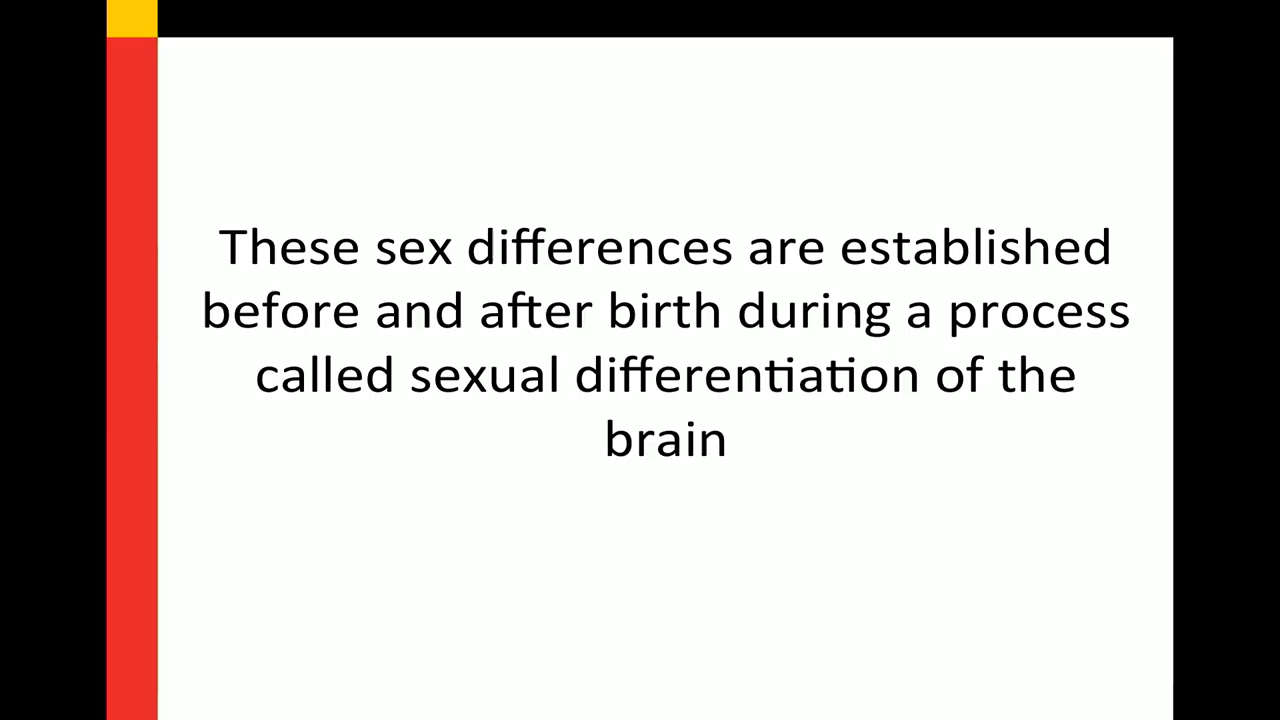 These sex differences are established
before and after birth during a process
called sexual differentiation of the
brain